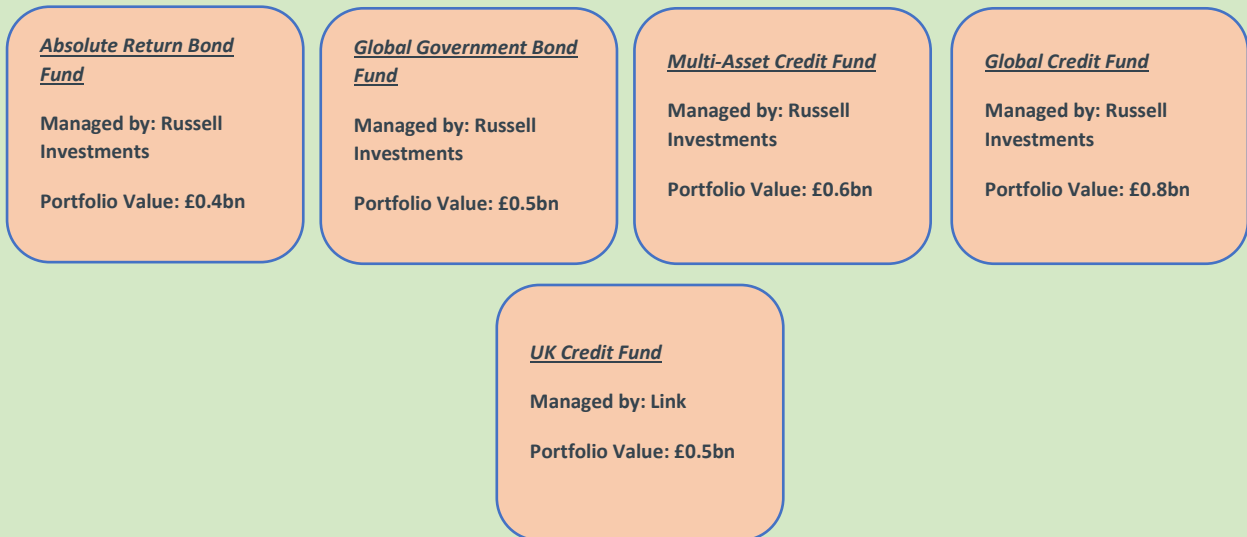 Absolute Return Bond
Fund
Managed by: Russell
Investments
Portfolio Value: £0.4bn
Global Government Bond
Fund
Managed by: Russell
Investments
Portfolio Value: £0.5bn
Multi-Asset Credit Fund
Managed by: Russell
Investments
Portfolio Value: £0.6bn
Global Credit Fund
Managed by: Russell
Investments
Portfolio Value: £0.8bn
UK Credit Fund
Managed by: Link
Portfolio Value: £0.5bn